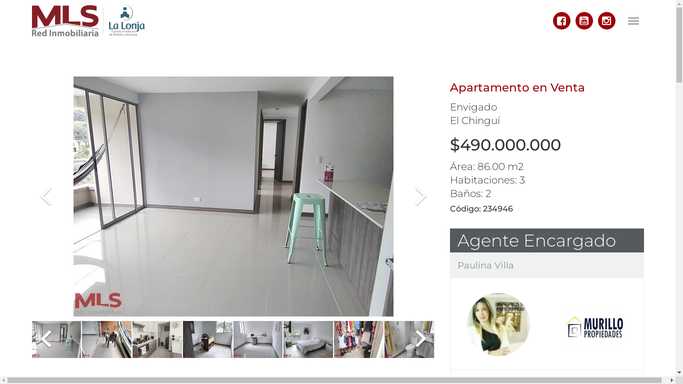 MLS
Red Inmobiliaria
La Lonja
Apartamento en Venta
Envigado
El Chinguí
$490.000.000
Área: 86.00 m2
Habitaciones: 3
Baños: 2
Código: 234946
MLS
Agente Encargado
Paulina Villa
MURILLO
PROPIEDADES